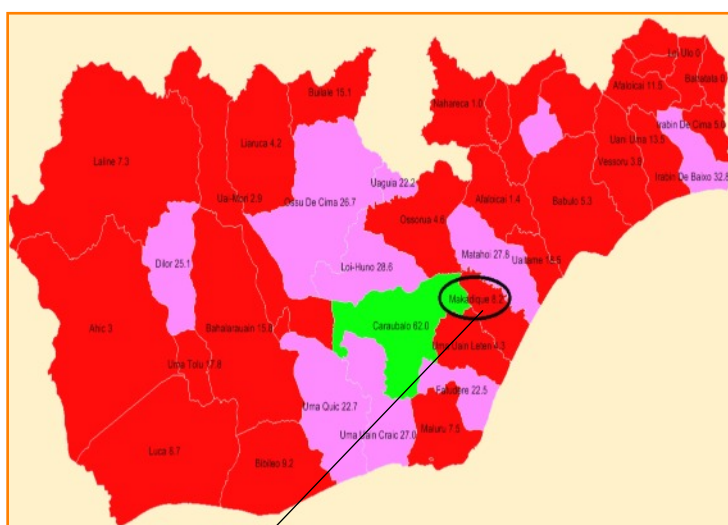 Lei-Ulo 0
Afaloicai 11.5
Baitatata 0
Builale 15.1
Nahareca 1.0
Irabin De Cima 5.0
Liaruca 4.2
Uani Uma 13.5
Laline 7.3
Vessoru 3.8
Uaguia 22.2
Irabin De Baixo 32.8
Uai-Mori 2.9
Ossu De Cima 26.7
Afaloicai 1.4
Babulo 5.3
Ossorua 4.6
Matahoi 27.5
Dilor 25.1
Loi-Huno 28.6
Uaitame 18.8
Makadique 8.2
Ahic 3
Bahalarauain 15.8
Caraubalo 62.0
Uma Uain Leten 4.3
Uma Tolu 17.8
Uma Quic 22.7
Fatudere 22.5
Luca 8.7
Uma Uain Craic 27.0
Maluru 7.5
Bibileo 9.2